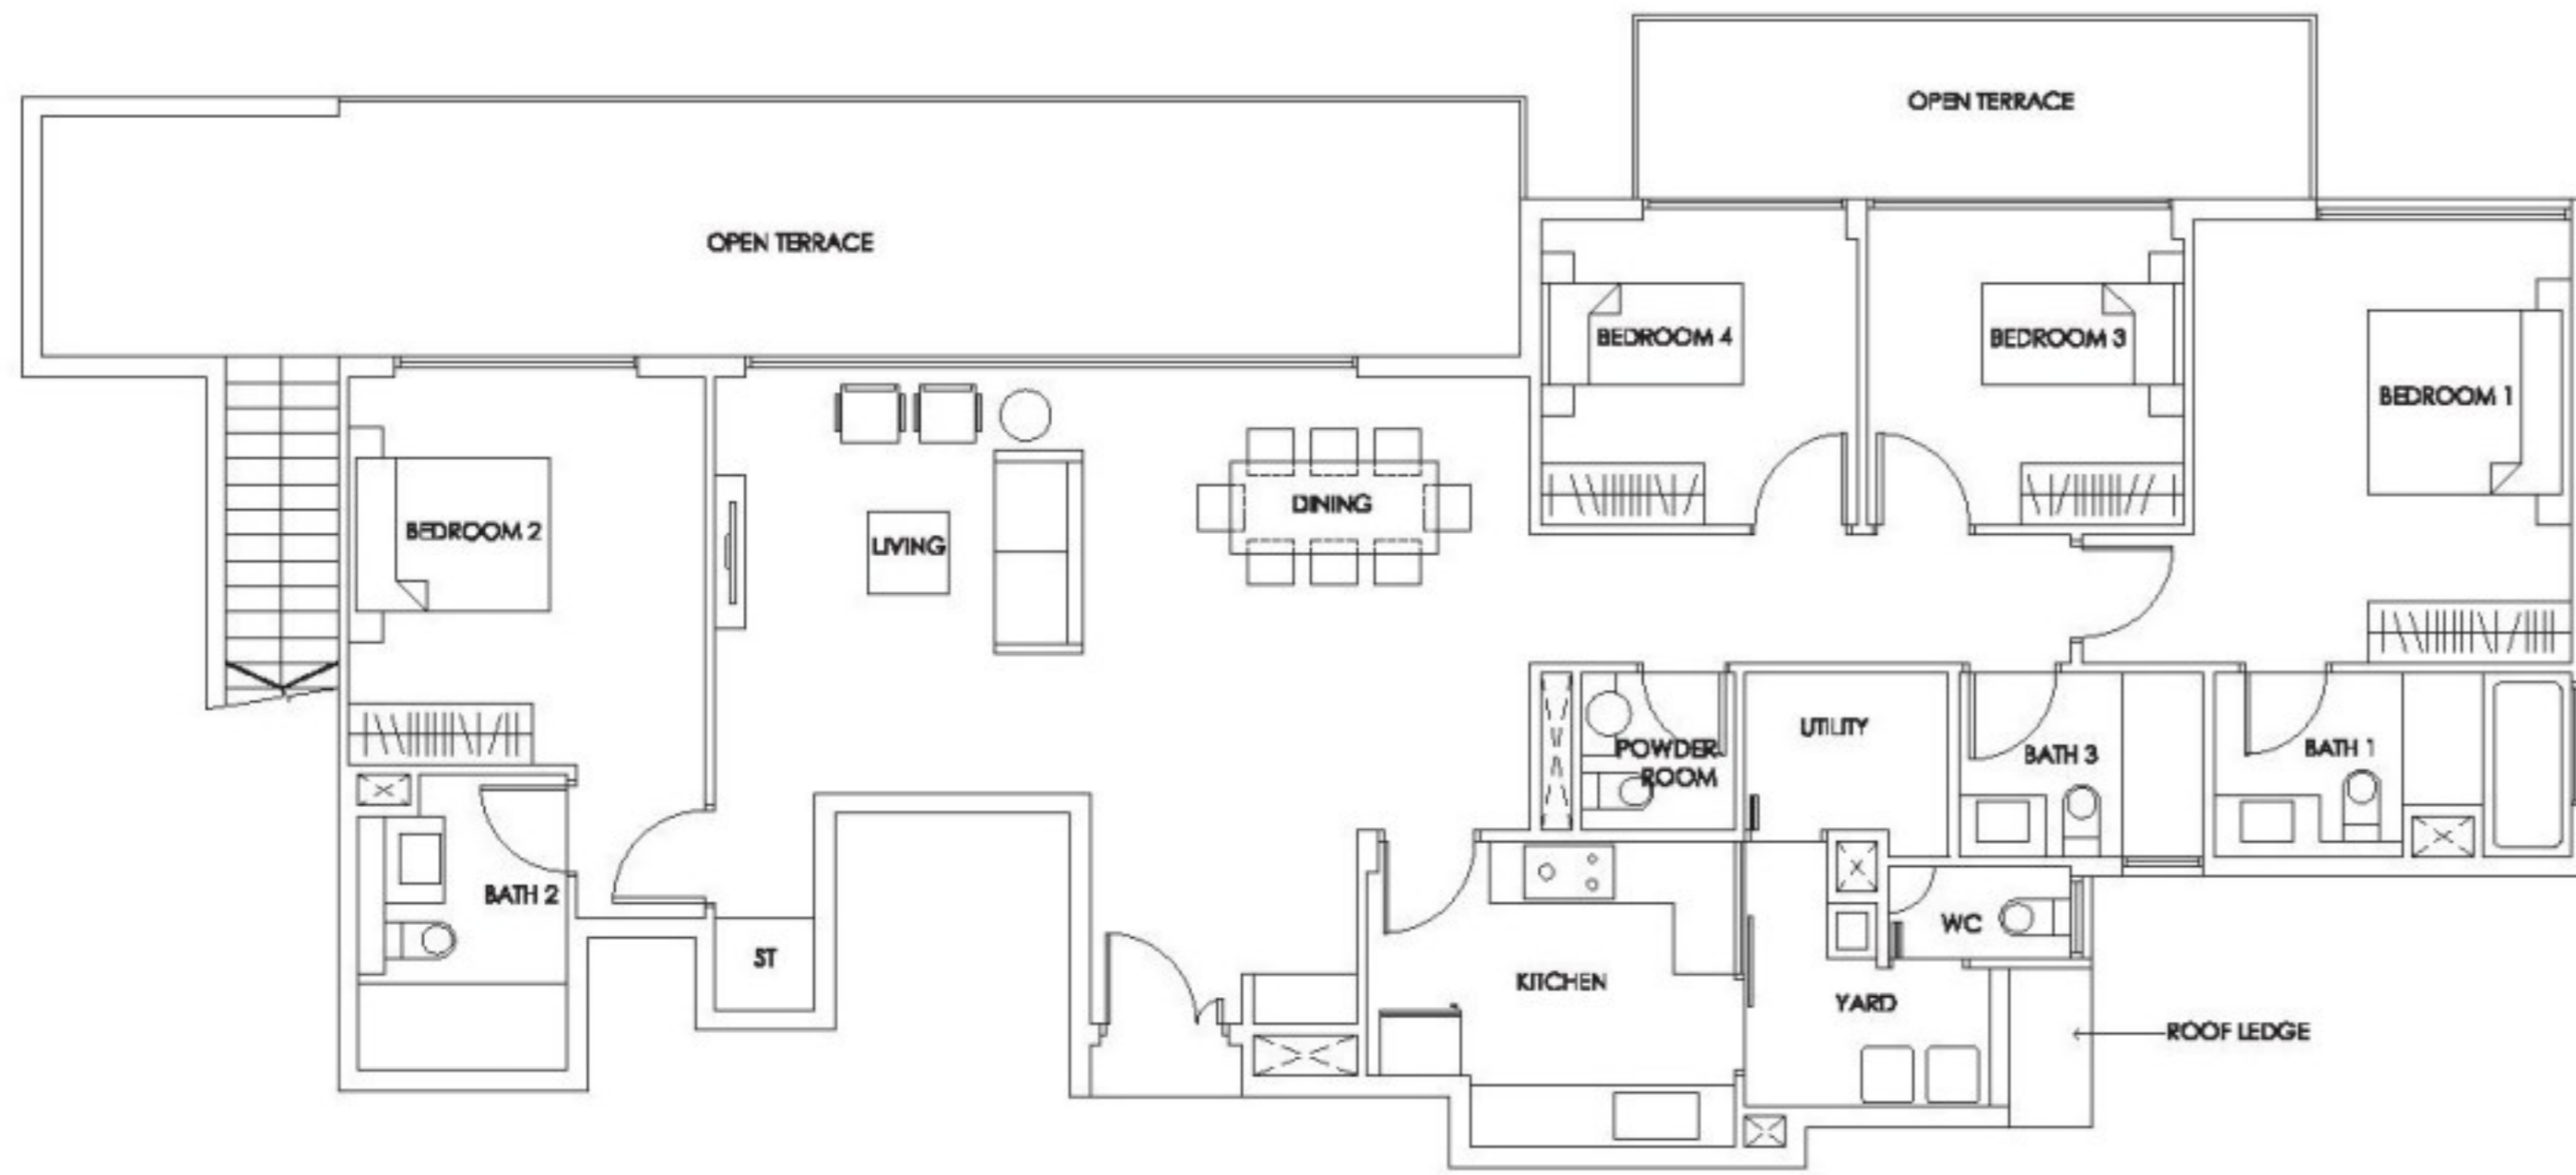 OPEN TERRACE
OPEN TERRACE
BEDROOM 4
BEDROOM 3
BEDROOM 1
BEDROOM 2
LIVING
DINING
POWDER
ROOM
UTILITY
BATH 3
BATH 1
BATH 2
ST
KITCHEN
WC
YARD
ROOF LEDGE